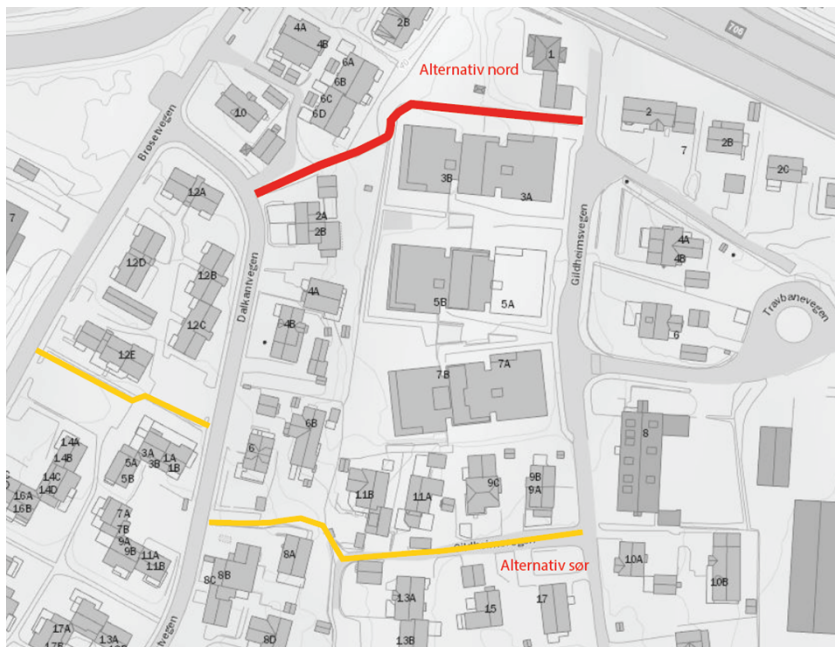 2B
4A
4B
706
6A
Alternativ nord
1
6B
6C
10
6D
2
Brøsetvegen
2B
7
2C
3B
12A
3A
2A
7
2B
4A
12D
4B
12B
Gildheimsvegen
Dalkantvegen
4A
5B
5A
Travbanevegen
12C
4B
6
12E
7A
7B
6B
8
14A
3A
1A
6
14B
5A
3B
1B
9B
14C
5B
11B
11A
9C
9A
16A
14D
16B
7A
7B
9A
Gildheimsvegen
9B
11A
8A
11B
Alternativ sør
10A
8B
10B
8C
13A
15
17
17A
13A
8D
13B
17B